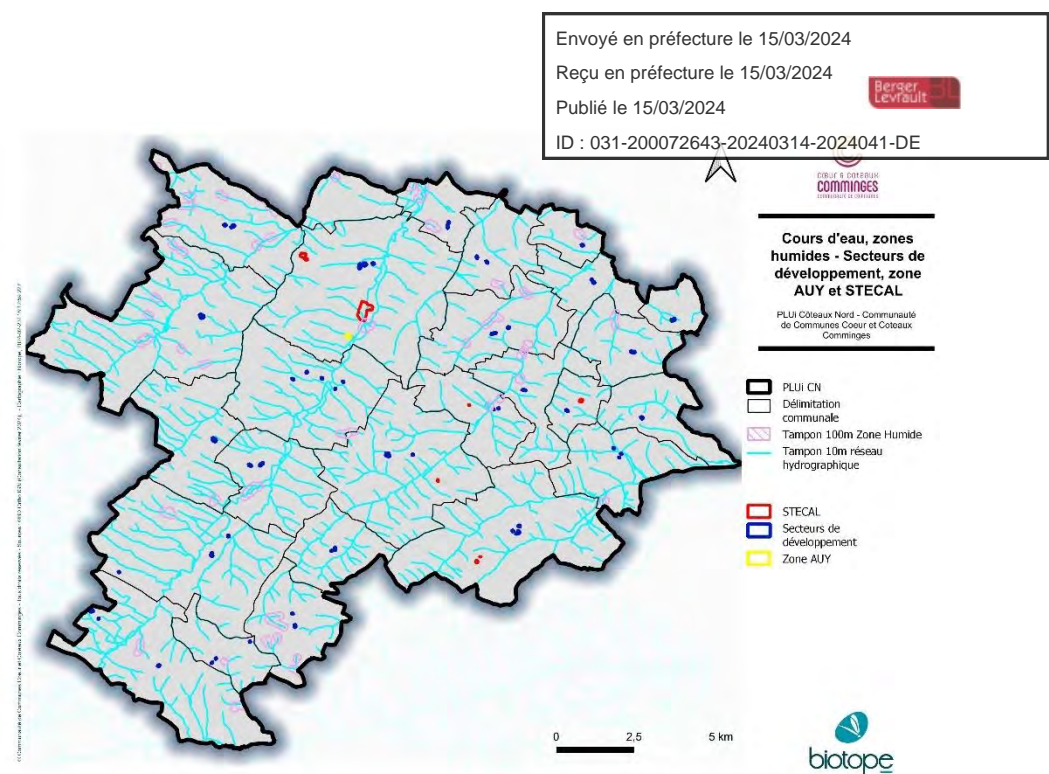 Envoyé en préfecture le 15/03/2024
Reçu en préfecture le 15/03/2024
Berger
Levrault
Publié le 15/03/2024
ID : 031-200072643-20240314-2024041-DE
CŒUR & COTEAUX
COMMINGES
Cours d'eau, zones
humides - Secteurs de
développement, zone
AUY et STECAL
PLUi Côteaux Nord - Communauté
de Communes Coeur et Coteaux
Comminges
PLUi CN
Délimitation
communale
Tampon 100m Zone Humide
Tampon 10m réseau
hydrographique
STECAL
Secteurs de
développement
Zone AUY
0 2,5 5 km
biotope